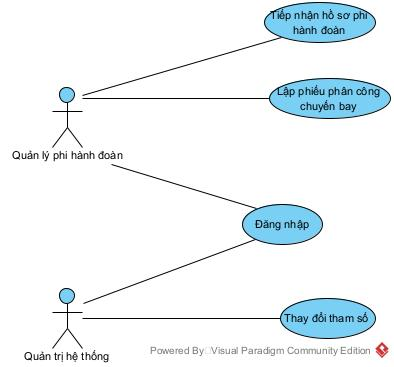 Tiếp nhận hồ sơ phi
hành đoàn
Lập phiếu phân công
chuyến bay
Quản lý phi hành đoàn
Đăng nhập
Thay đổi tham số
Quản trị hệ thống
Powered By Visual Paradigm Community Edition